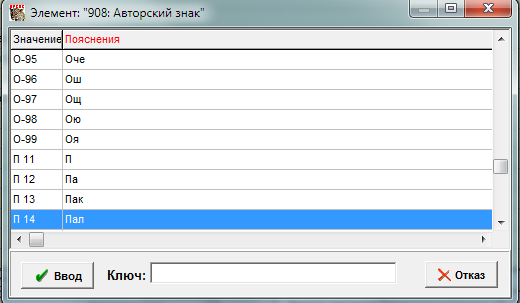 Элемент: "908: Авторский знак"
Значение Пояснения
О-95 Оче
О-96 Ош
О-97 Ощ
О-98 Ою
О-99 Оя
П 11 П
П 12 Па
П 13 Пак
П 14 Пал
Ввод Ключ: Отказ